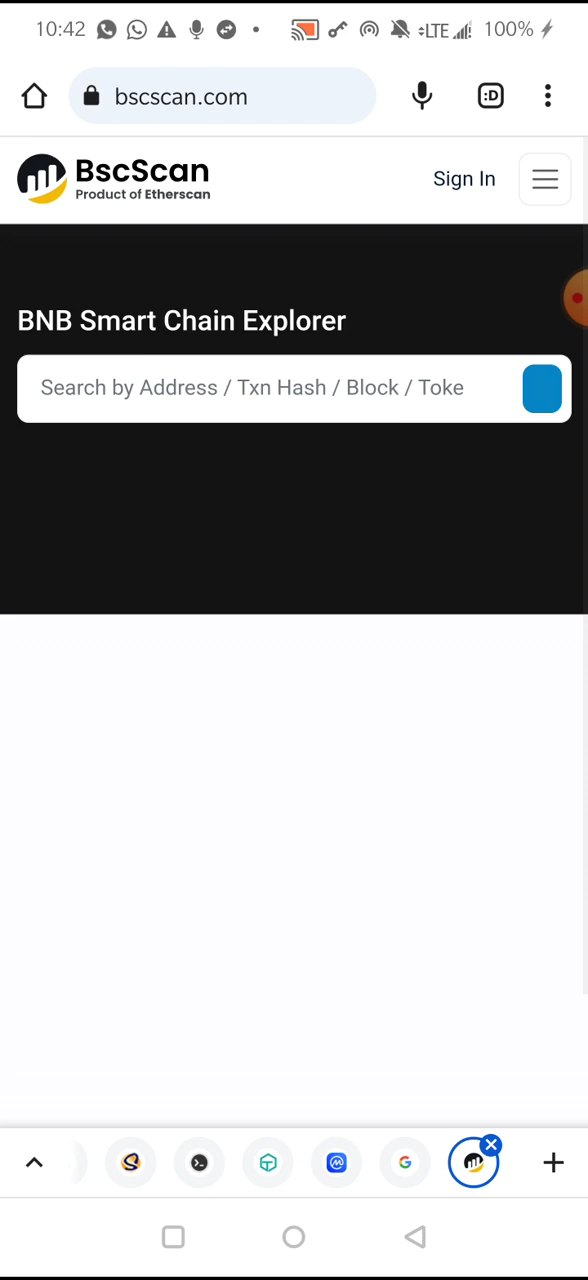 10:42 LTE 100%
bscscan.com :D
BscScan
Product of Etherscan
Sign In
BNB Smart Chain Explorer
Search by Address / Txn Hash / Block / Toke